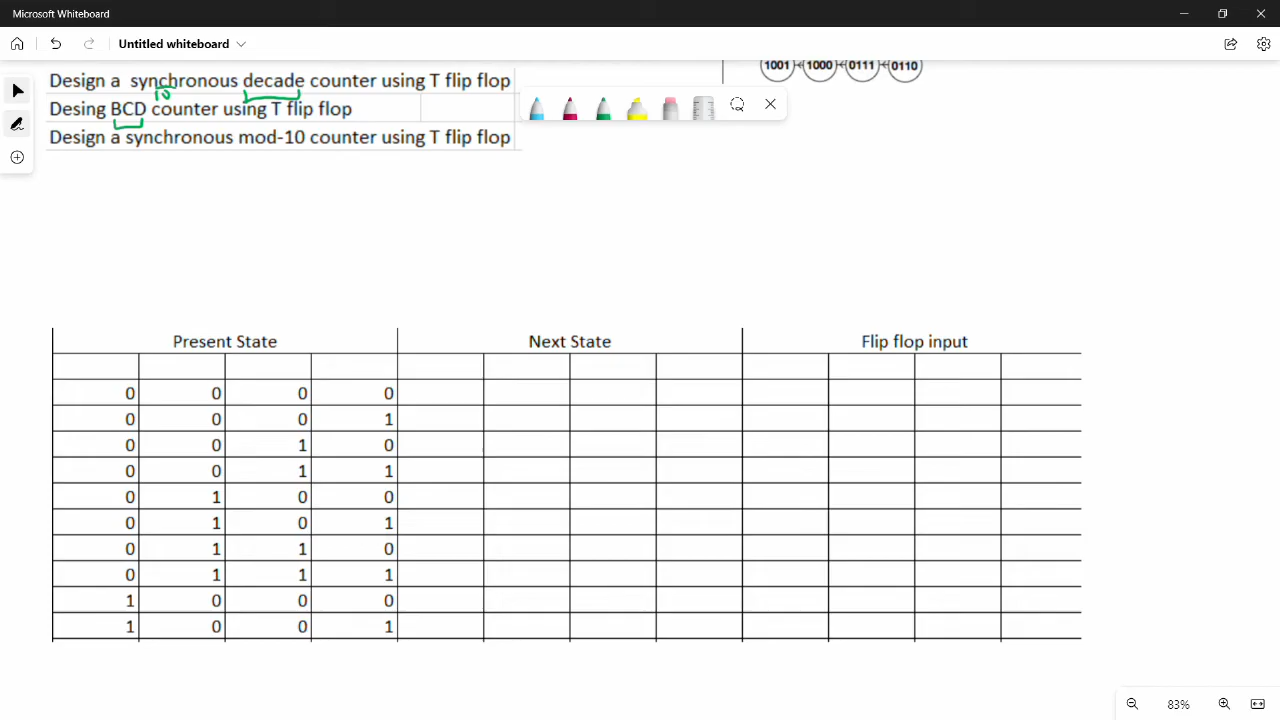 Microsoft Whiteboard
Untitled whiteboard
Design a synchronous decade counter using T flip flop
10
Desing BCD counter using T flip flop
Design a synchronous mod-10 counter using T flip flop
1001 1000 0111 0110
Present State Next State Flip flop input
0 0 0 0
0 0 0 1
0 0 1 0
0 0 1 1
0 1 0 0
0 1 0 1
0 1 1 0
0 1 1 1
1 0 0 0
1 0 0 1
83%